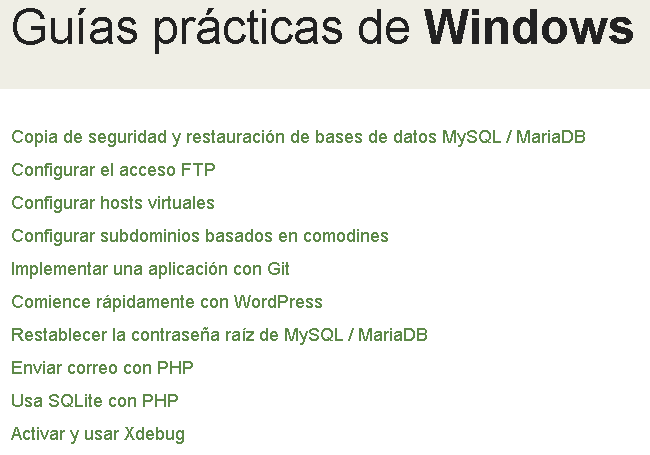 Guías prácticas de Windows
Copia de seguridad y restauración de bases de datos MySQL / MariaDB
Configurar el acceso FTP
Configurar hosts virtuales
Configurar subdominios basados en comodines
Implementar una aplicación con Git
Comience rápidamente con WordPress
Restablecer la contraseña raíz de MySQL / MariaDB
Enviar correo con PHP
Usa SQLite con PHP
Activar y usar Xdebug